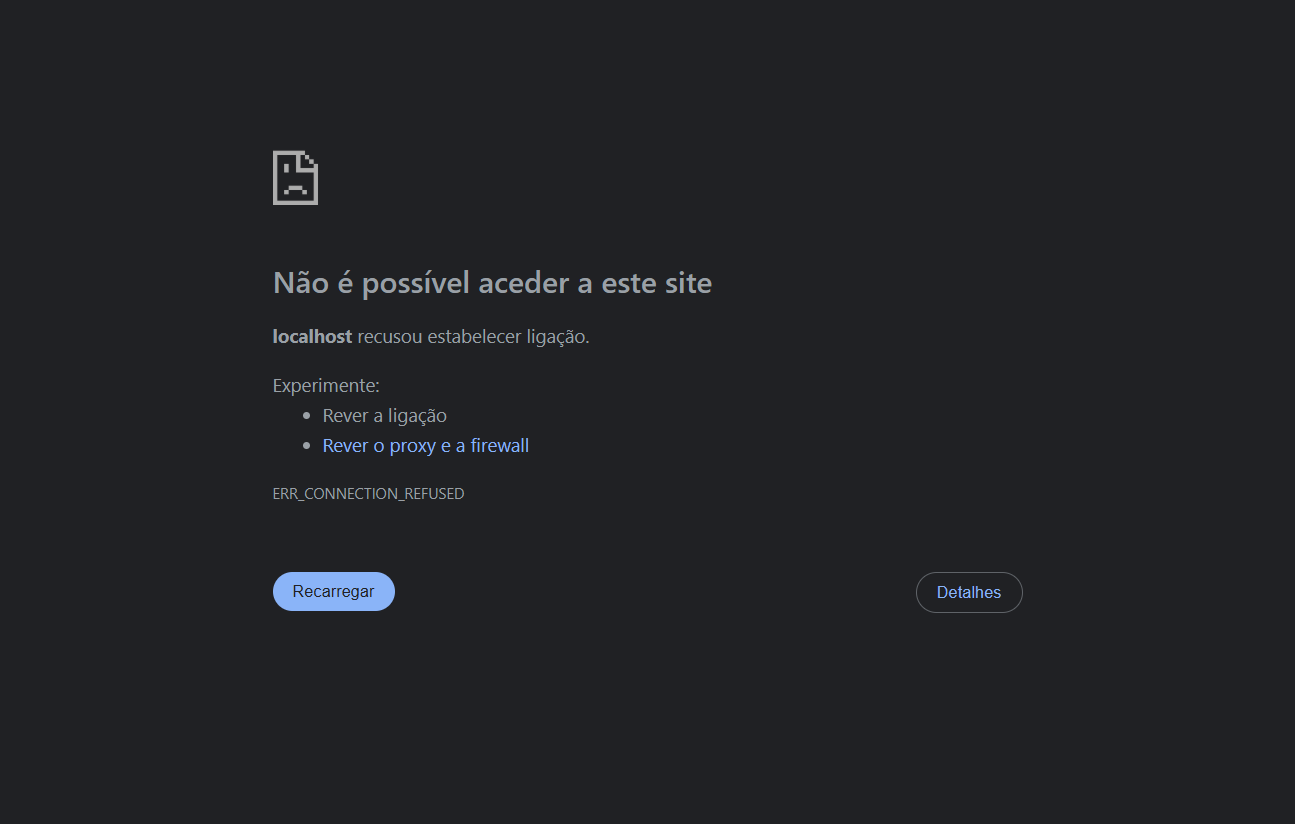 Não é possível aceder a este site
localhost recusou estabelecer ligação.
Experimente:
Rever a ligação
Rever o proxy e a firewall
ERR_CONNECTION_REFUSED
Recarregar
Detalhes